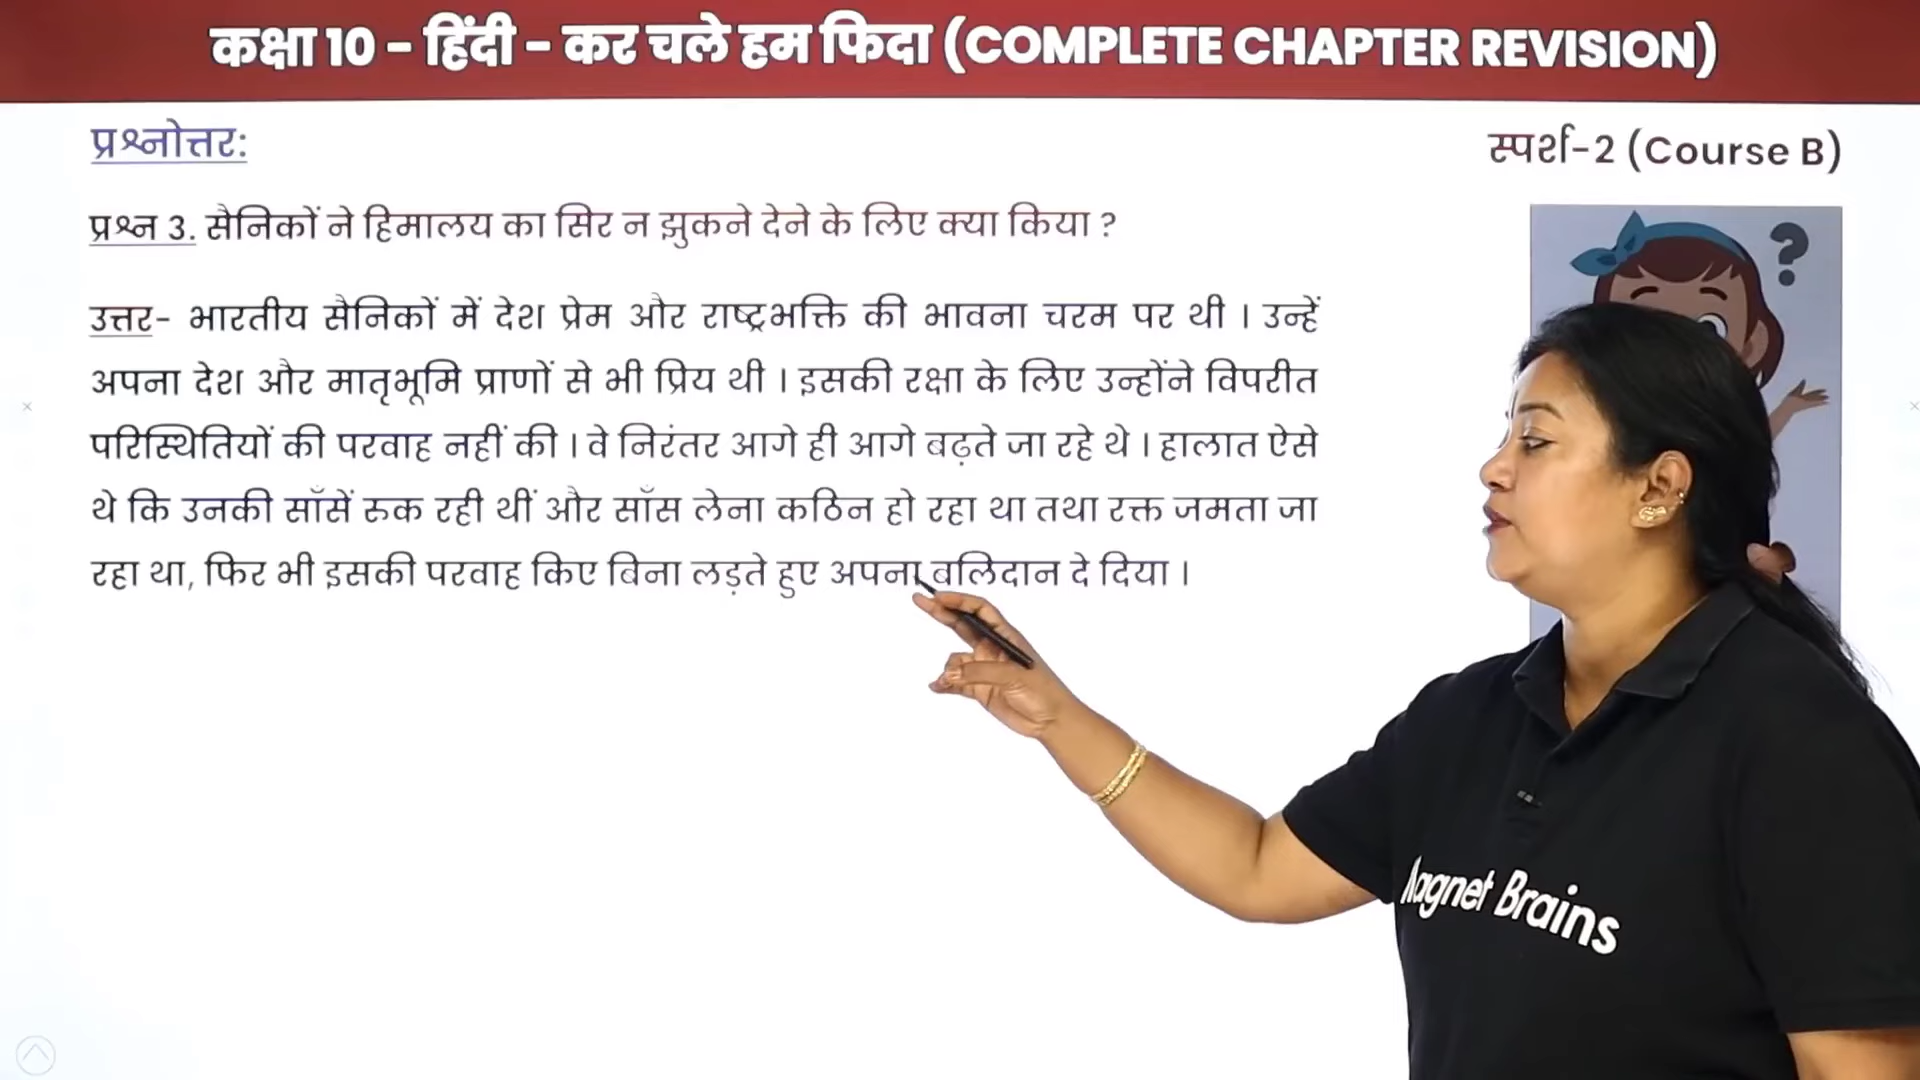 कक्षा 10 – हिंदी – कर चले हम फिदा (COMPLETE CHAPTER REVISION)
प्रश्नोत्तर:
स्पर्श-2 (Course B)
प्रश्न 3. सैनिकों ने हिमालय का सिर न झुकने देने के लिए क्या किया ?
?
उत्तर- भारतीय सैनिकों में देश प्रेम और राष्ट्रभक्ति की भावना चरम पर थी । उन्हें
अपना देश और मातृभूमि प्राणों से भी प्रिय थी । इसकी रक्षा के लिए उन्होंने विपरीत
परिस्थितियों की परवाह नहीं की । वे निरंतर आगे ही आगे बढ़ते जा रहे थे । हालात ऐसे
थे कि उनकी साँसें रुक रही थीं और साँस लेना कठिन हो रहा था तथा रक्त जमता जा
रहा था, फिर भी इसकी परवाह किए बिना लड़ते हुए अपना बलिदान दे दिया ।
Magnet Brains